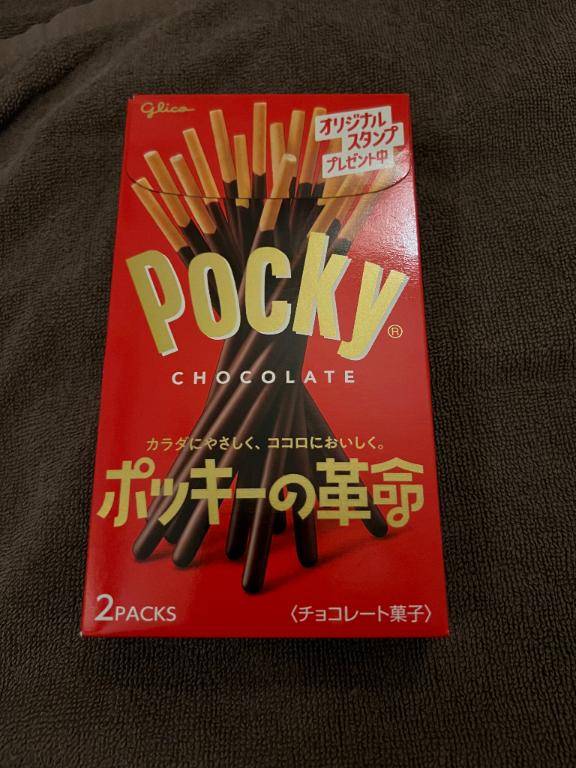 glico
オリジナル
スタンプ
プレゼント中
Pocky®
CHOCOLATE
カラダにやさしく、ココロにおいしく。
ポッキーの革命
2PACKS
〈チョコレート菓子〉